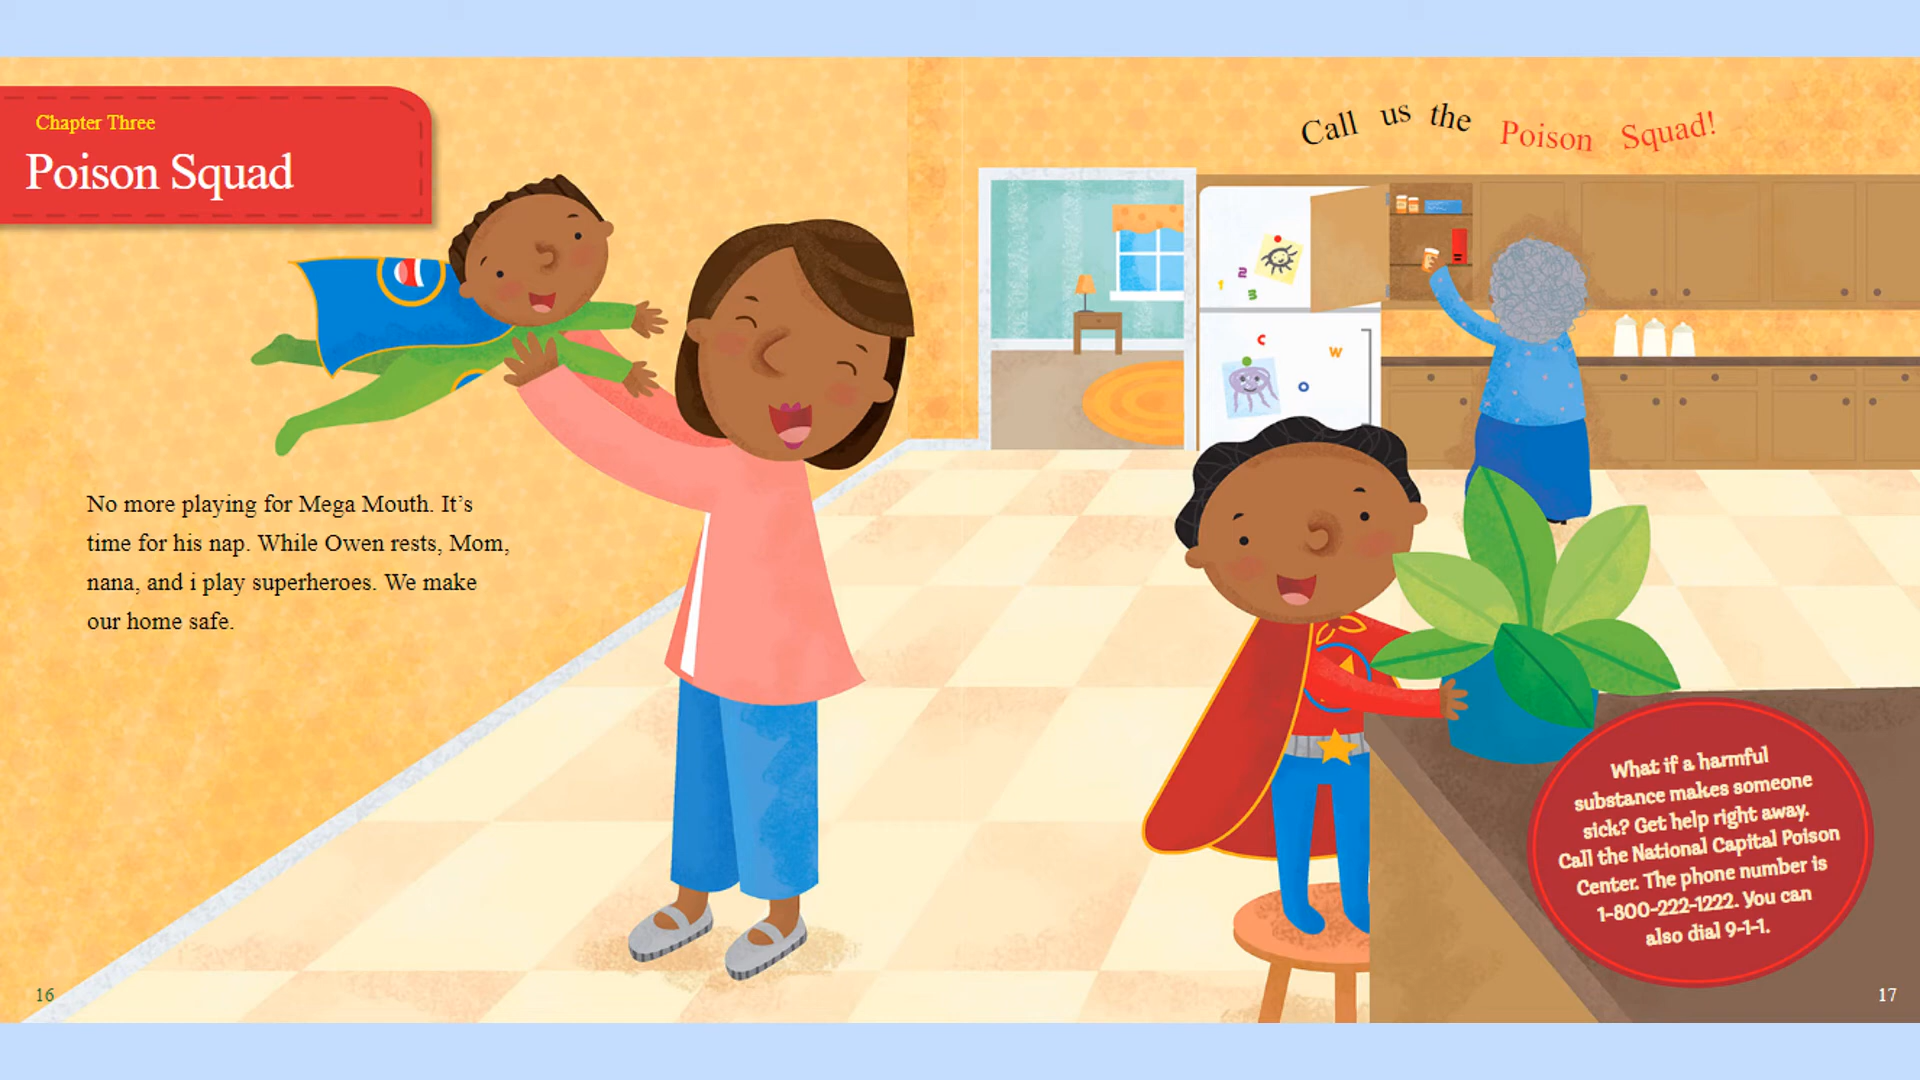 Chapter Three
Poison Squad
No more playing for Mega Mouth. It’s
time for his nap. While Owen rests, Mom,
nana, and i play superheroes. We make
our home safe.
16
Call us the Poison Squad!
1
2
3
C
W
O
What if a harmful
substance makes someone
sick? Get help right away.
Call the National Capital Poison
Center. The phone number is
1-800-222-1222. You can
also dial 9-1-1.
17